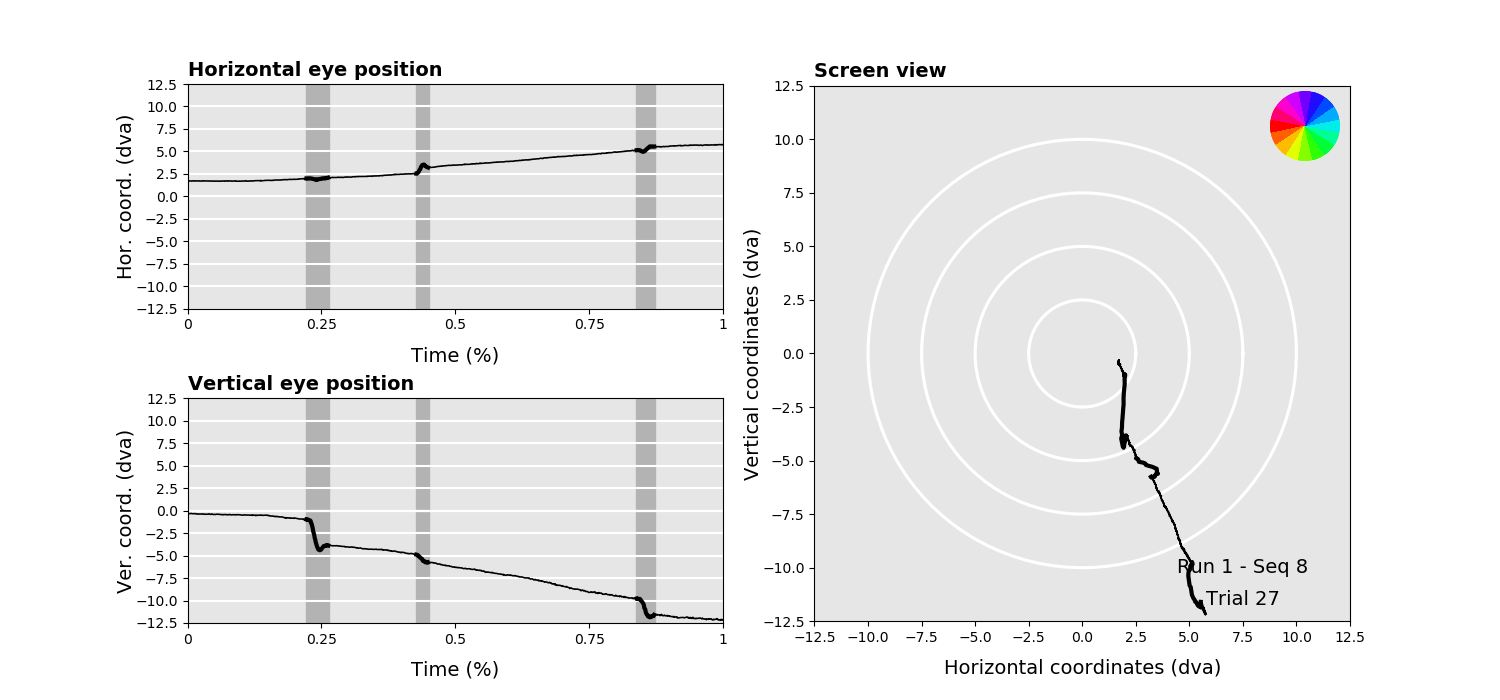 Horizontal eye position
Hor. coord. (dva)
12.5
10.0
7.5
5.0
2.5
0.0
−2.5
−5.0
−7.5
−10.0
−12.5
0 0.25 0.5 0.75 1
Time (%)
Vertical eye position
Ver. coord. (dva)
12.5
10.0
7.5
5.0
2.5
0.0
−2.5
−5.0
−7.5
−10.0
−12.5
0 0.25 0.5 0.75 1
Time (%)
Screen view
Vertical coordinates (dva)
12.5
10.0
7.5
5.0
2.5
0.0
−2.5
−5.0
−7.5
−10.0
−12.5
Run 1 - Seq 8
Trial 27
−12.5 −10.0 −7.5 −5.0 −2.5 0.0 2.5 5.0 7.5 10.0 12.5
Horizontal coordinates (dva)